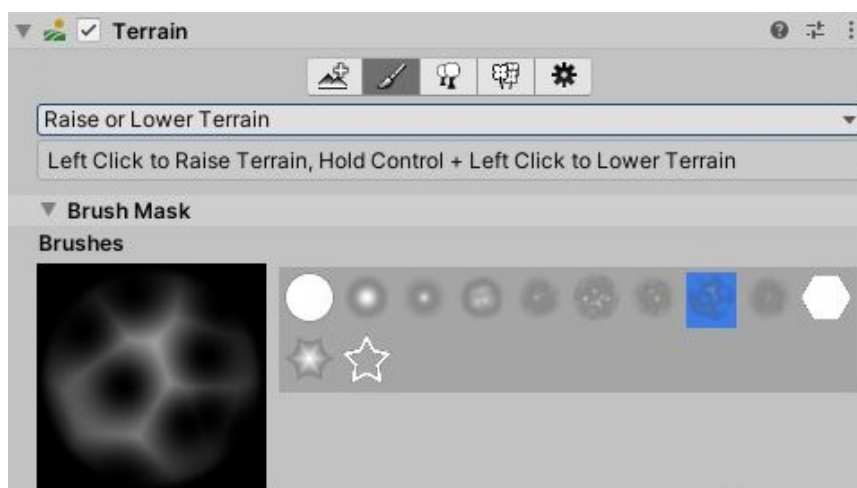 Terrain
Raise or Lower Terrain
Left Click to Raise Terrain, Hold Control + Left Click to Lower Terrain
Brush Mask
Brushes